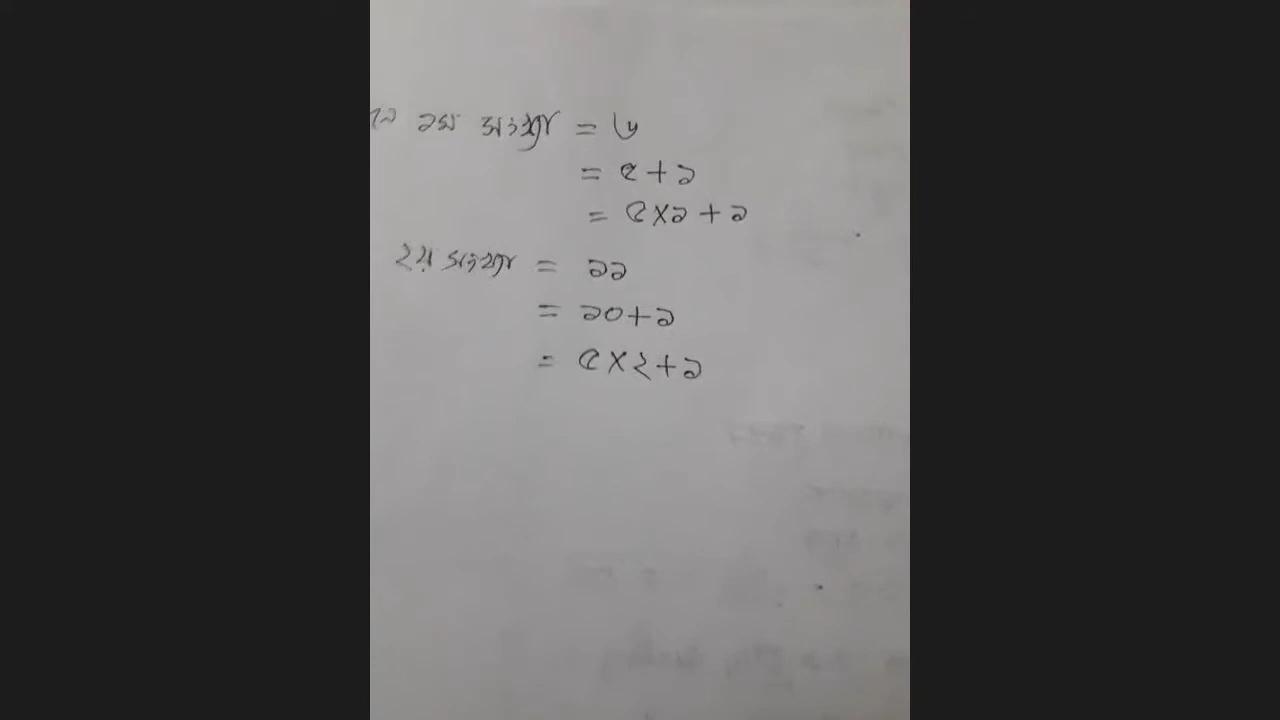 ১ম সংখ্যা = ৬
= ৫+১
= ৫×১+১
২য় সংখ্যা = ১১
= ১০+১
= ৫×২+১